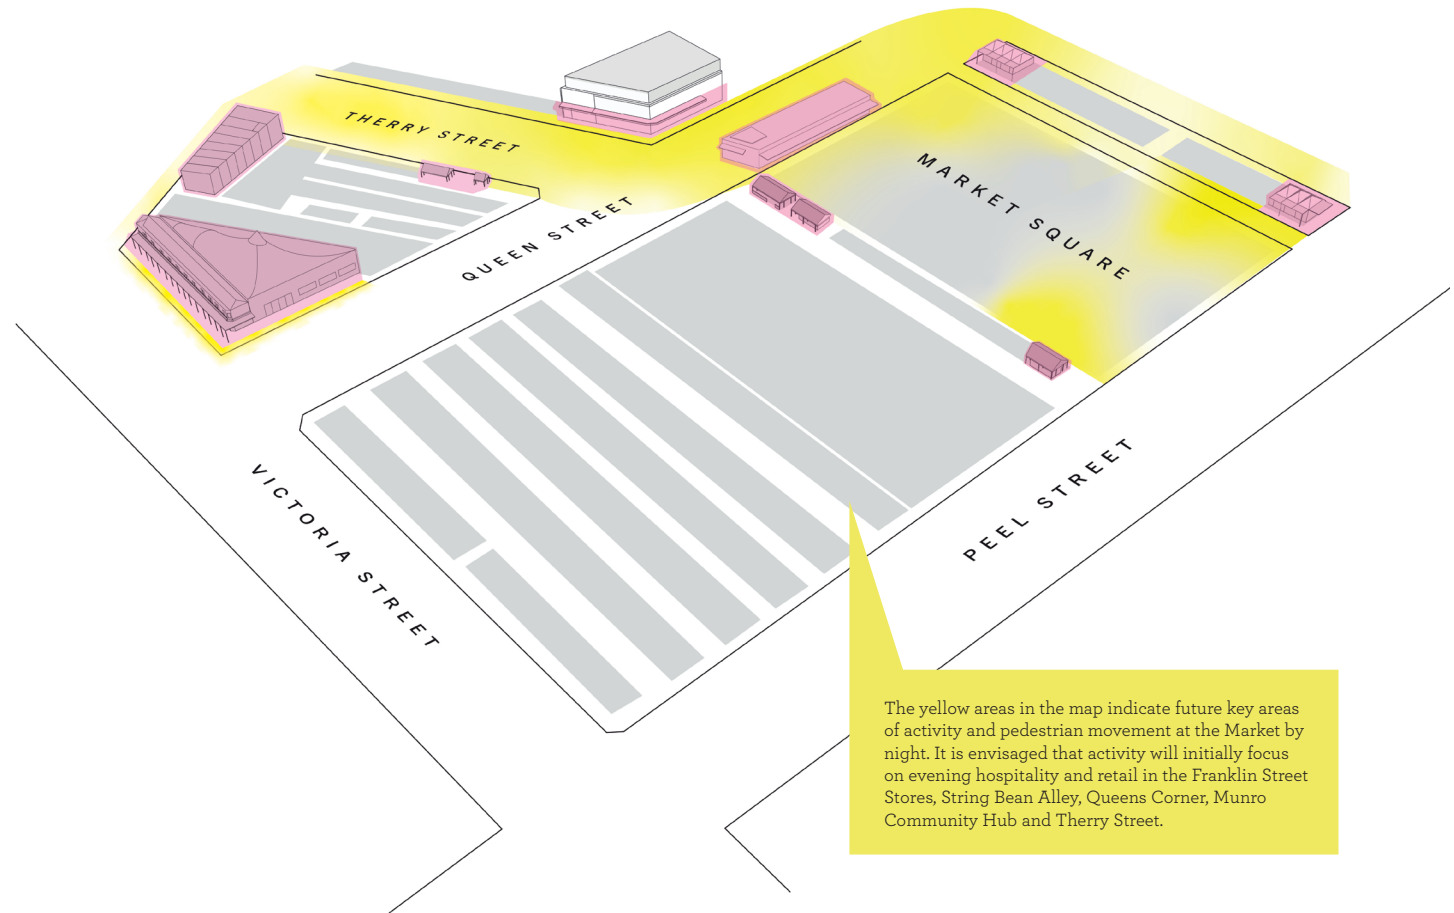 THERRY STREET
QUEEN STREET
MARKET SQUARE
VICTORIA STREET
PEEL STREET
The yellow areas in the map indicate future key areas
of activity and pedestrian movement at the Market by
night. It is envisaged that activity will initially focus
on evening hospitality and retail in the Franklin Street
Stores, String Bean Alley, Queens Corner, Munro
Community Hub and Therry Street.